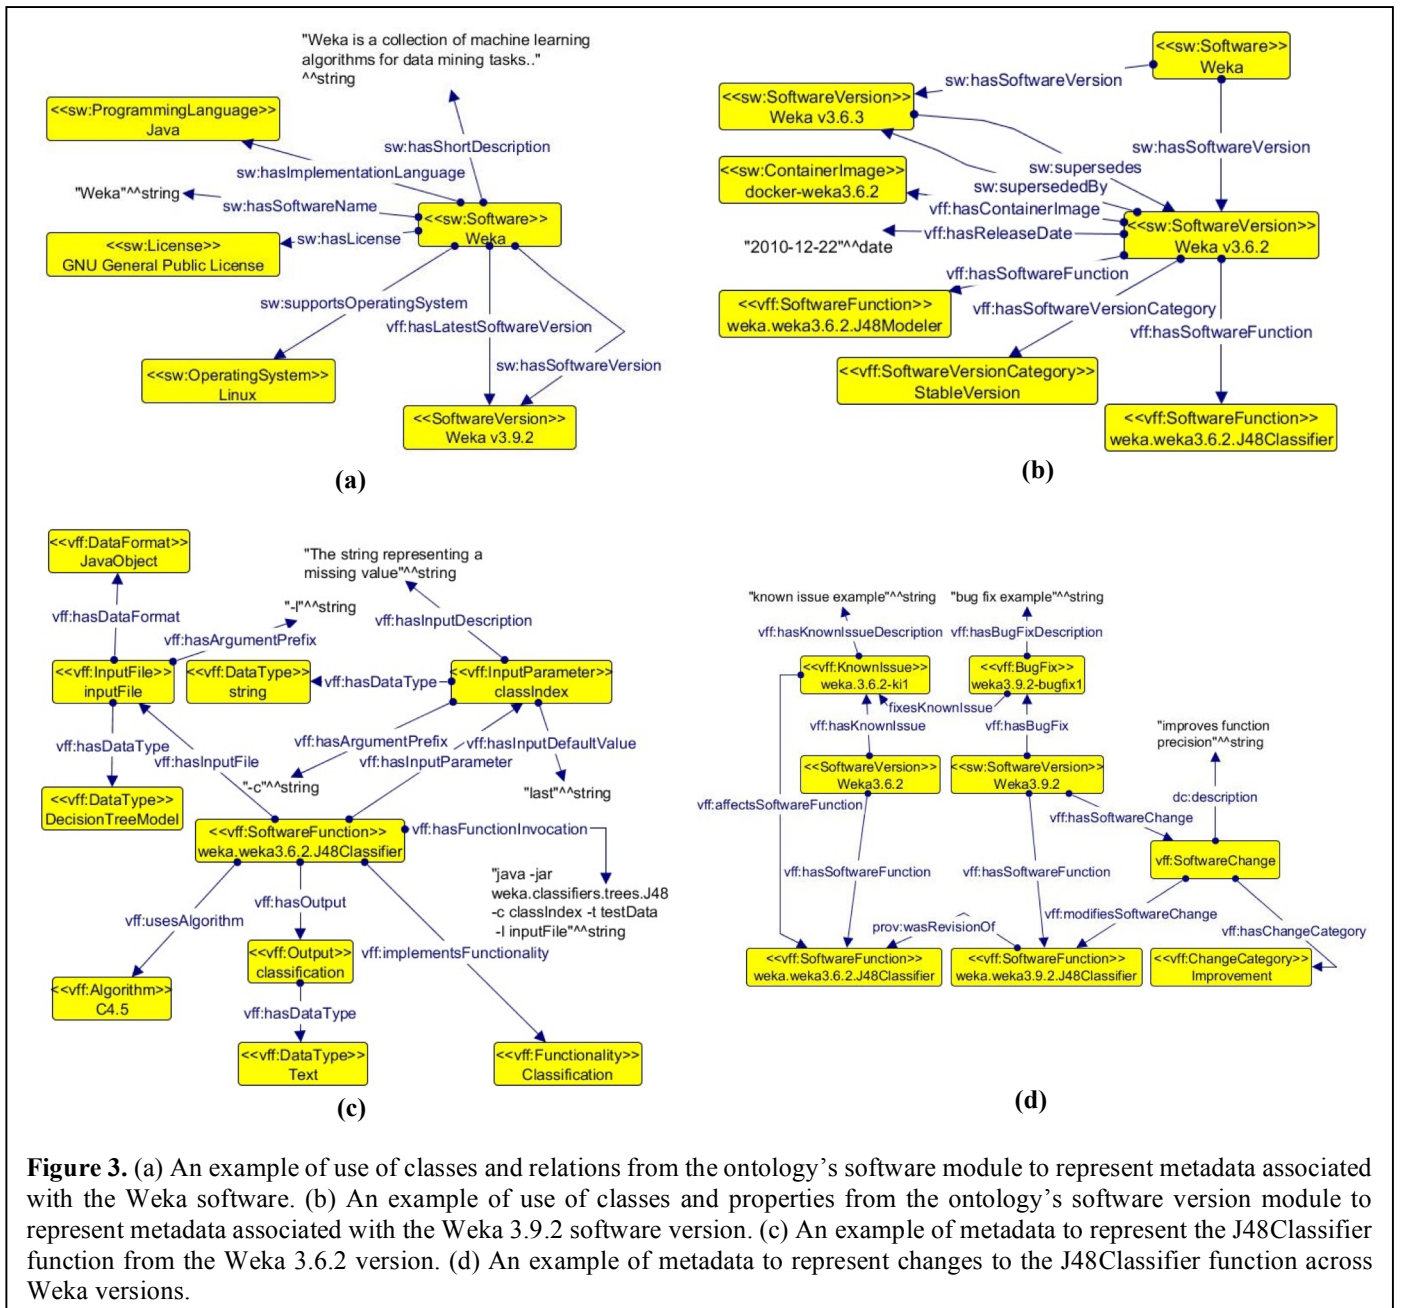 "Weka is a collection of machine learning
algorithms for data mining tasks.."
^^string
<<sw:ProgrammingLanguage>>
Java
sw:hasShortDescription
sw:hasImplementationLanguage
"Weka"^^string
sw:hasSoftwareName
<<sw:Software>>
Weka
<<sw:License>>
GNU General Public License
sw:hasLicense
sw:supportsOperatingSystem
vff:hasLatestSoftwareVersion
sw:hasSoftwareVersion
<<sw:OperatingSystem>>
Linux
<<SoftwareVersion>>
Weka v3.9.2
(a)
<<sw:Software>>
Weka
sw:hasSoftwareVersion
<<sw:SoftwareVersion>>
Weka v3.6.3
sw:hasSoftwareVersion
sw:supersedes
<<sw:ContainerImage>>
docker-weka3.6.2
sw:supersededBy
vff:hasContainerImage
vff:hasReleaseDate
"2010-12-22"^^date
<<sw:SoftwareVersion>>
Weka v3.6.2
vff:hasSoftwareFunction
<<vff:SoftwareFunction>>
weka.weka3.6.2.J48Modeler
vff:hasSoftwareVersionCategory
vff:hasSoftwareFunction
<<vff:SoftwareVersionCategory>>
StableVersion
<<vff:SoftwareFunction>>
weka.weka3.6.2.J48Classifier
(b)
<<vff:DataFormat>>
JavaObject
"The string representing a
missing value"^^string
vff:hasDataFormat
"-l"^^string
vff:hasArgumentPrefix
vff:hasInputDescription
<<vff:InputFile>>
inputFile
<<vff:DataType>>
string
vff:hasDataType
<<vff:InputParameter>>
classIndex
vff:hasDataType
vff:hasInputFile
vff:hasArgumentPrefix
vff:hasInputDefaultValue
vff:hasInputParameter
"-c"^^string
"last"^^string
<<vff:DataType>>
DecisionTreeModel
<<vff:SoftwareFunction>>
weka.weka3.6.2.J48Classifier
vff:hasFunctionInvocation
"java -jar
weka.classifiers.trees.J48
-c classIndex -t testData
-l inputFile"^^string
vff:usesAlgorithm
vff:hasOutput
vff:implementsFunctionality
<<vff:Output>>
classification
<<vff:Algorithm>>
C4.5
vff:hasDataType
<<vff:DataType>>
Text
<<vff:Functionality>>
Classification
(c)
"known issue example"^^string
"bug fix example"^^string
vff:hasKnownIssueDescription
vff:hasBugFixDescription
<<vff:KnownIssue>>
weka.3.6.2-ki1
<<vff:BugFix>>
weka3.9.2-bugfix1
fixesKnownIssue
vff:hasKnownIssue
vff:hasBugFix
"improves function
precision"^^string
<<SoftwareVersion>>
Weka3.6.2
<<sw:SoftwareVersion>>
Weka3.9.2
vff:affectsSoftwareFunction
dc:description
vff:hasSoftwareChange
vff:SoftwareChange
vff:hasSoftwareFunction
vff:hasSoftwareFunction
vff:modifiesSoftwareChange
prov:wasRevisionOf
vff:hasChangeCategory
<<vff:SoftwareFunction>>
weka.weka3.6.2.J48Classifier
<<vff:SoftwareFunction>>
weka.weka3.9.2.J48Classifier
<<vff:ChangeCategory>>
Improvement
(d)
Figure 3. (a) An example of use of classes and relations from the ontology’s software module to represent metadata associated
with the Weka software. (b) An example of use of classes and properties from the ontology’s software version module to
represent metadata associated with the Weka 3.9.2 software version. (c) An example of metadata to represent the J48Classifier
function from the Weka 3.6.2 version. (d) An example of metadata to represent changes to the J48Classifier function across
Weka versions.